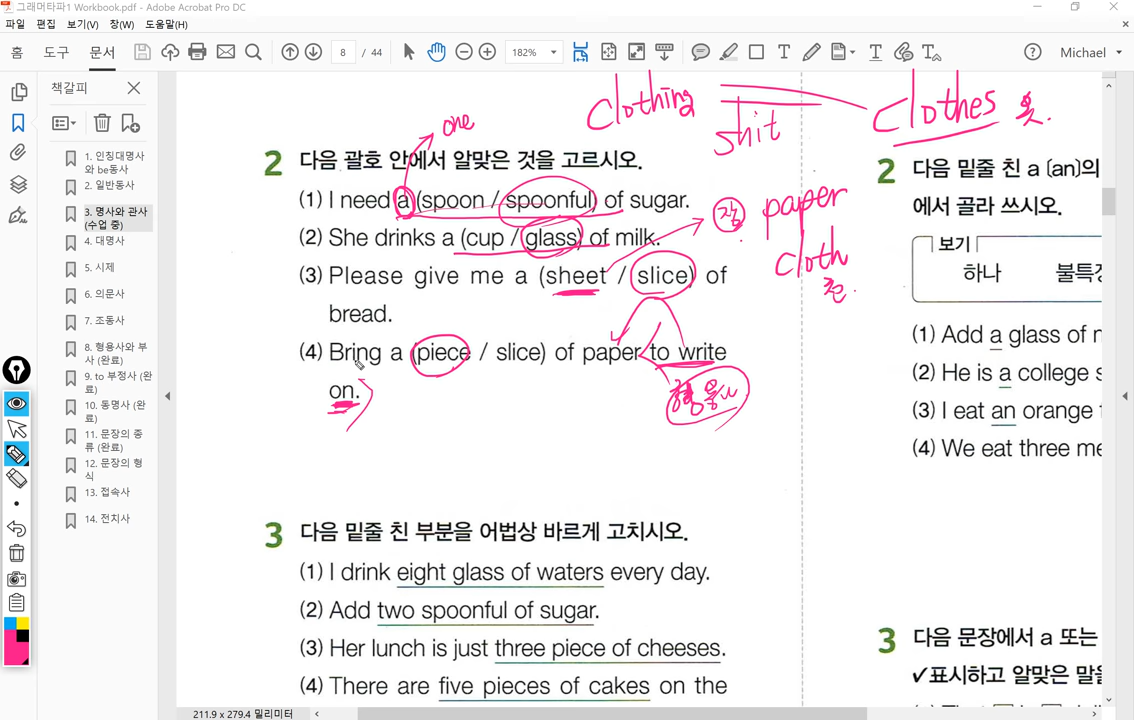 그래머타파1 Workbook.pdf - Adobe Acrobat Pro DC
파일 편집 보기(V) 창(W) 도움말(H)
홈 도구 문서 8 / 44 182% Michael
책갈피
1. 인칭대명사와 be동사
2. 일반동사
3. 명사와 관사 (수업 중)
4. 대명사
5. 시제
6. 의문사
7. 조동사
8. 형용사와 부사 (완료)
9. to 부정사 (완료)
10. 동명사 (완료)
11. 문장의 종류 (완료)
12. 문장의 형식
13. 접속사
14. 전치사
clothing
shit
clothes 옷.
one
2 다음 괄호 안에서 알맞은 것을 고르시오.
(1) I need a (spoon / spoonful) of sugar.
(2) She drinks a (cup / glass) of milk.
(3) Please give me a (sheet / slice) of
bread.
(4) Bring a (piece / slice) of paper to write
on.
장
paper
cloth
천.
3 다음 밑줄 친 부분을 어법상 바르게 고치시오.
(1) I drink eight glass of waters every day.
(2) Add two spoonful of sugar.
(3) Her lunch is just three piece of cheeses.
(4) There are five pieces of cakes on the
2 다음 밑줄 친 a (an)의
에서 골라 쓰시오.
보기
하나 불특정
(1) Add a glass of
(2) He is a college
(3) I eat an orange
(4) We eat three
3 다음 문장에서 a 또는
✓표시하고 알맞은 말을
211.9 x 279.4 밀리미터